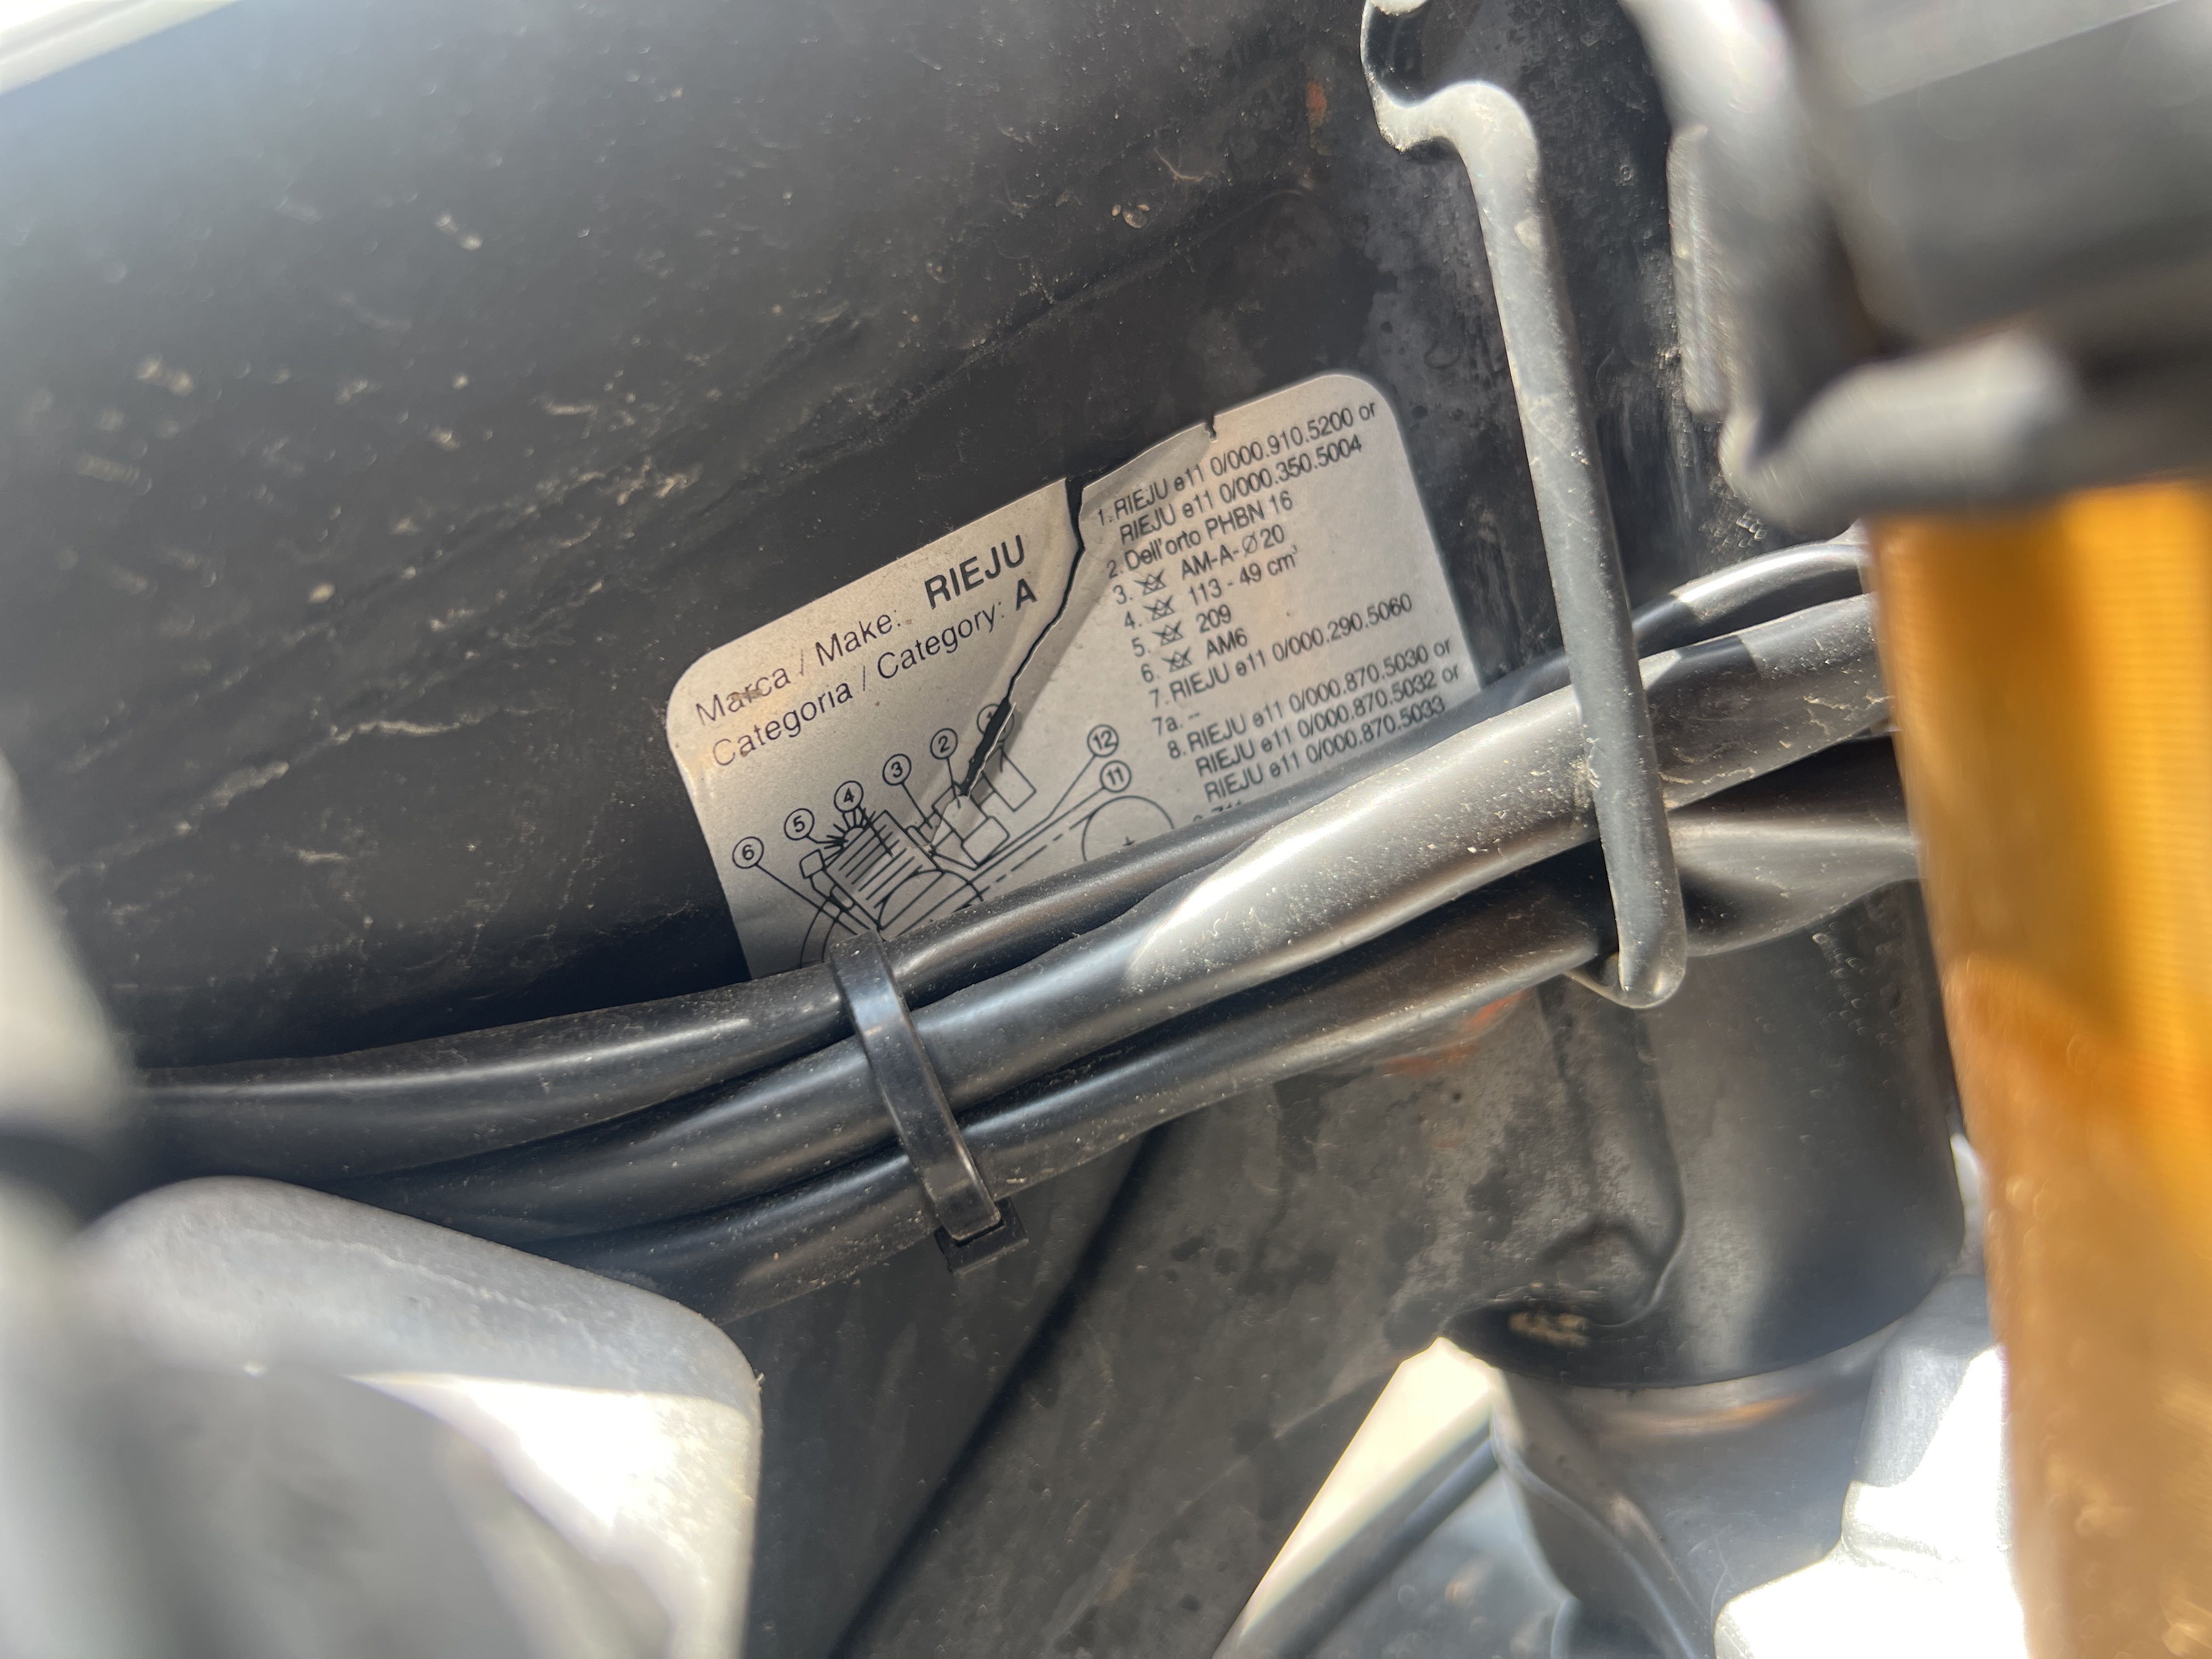 Marca / Make: RIEJU
Categoria / Category: A
1. RIEJU e11 0/000.910.5200 or
RIEJU e11 0/000.350.5004
2. Dell'orto PHBN 16
3. AM-A-Ø20
4. 113 - 49 cm³
5. 209
6. AM6
7. RIEJU e11 0/000.290.5060
7a. --
8. RIEJU e11 0/000.870.5030 or
RIEJU e11 0/000.870.5032 or
RIEJU e11 0/000.870.5033
1
2
3
4
5
6
12
11